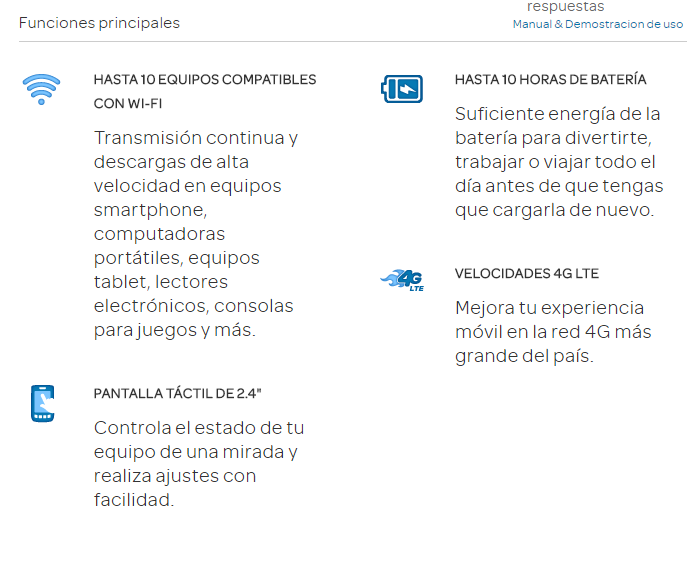 respuestas
Funciones principales
Manual & Demostracion de uso
HASTA 10 EQUIPOS COMPATIBLES
CON WI-FI
Transmisión continua y
descargas de alta
velocidad en equipos
smartphone,
computadoras
portátiles, equipos
tablet, lectores
electrónicos, consolas
para juegos y más.
PANTALLA TÁCTIL DE 2.4"
Controla el estado de tu
equipo de una mirada y
realiza ajustes con
facilidad.
HASTA 10 HORAS DE BATERÍA
Suficiente energía de la
batería para divertirte,
trabajar o viajar todo el
día antes de que tengas
que cargarla de nuevo.
4G
LTE
VELOCIDADES 4G LTE
Mejora tu experiencia
móvil en la red 4G más
grande del país.